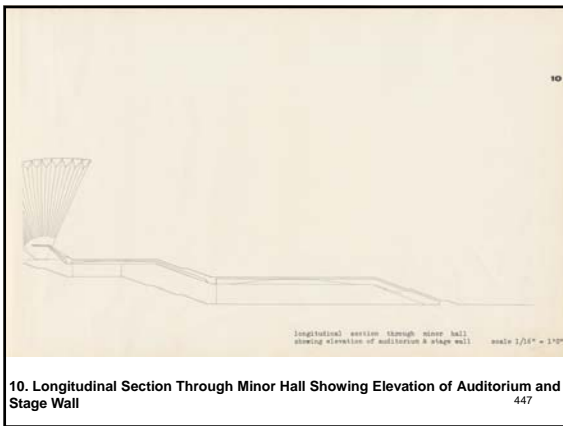 10
longitudinal section through minor hall
showing elevation of auditorium & stage wall scale 1/16" = 1'0"
10. Longitudinal Section Through Minor Hall Showing Elevation of Auditorium and
Stage Wall
447